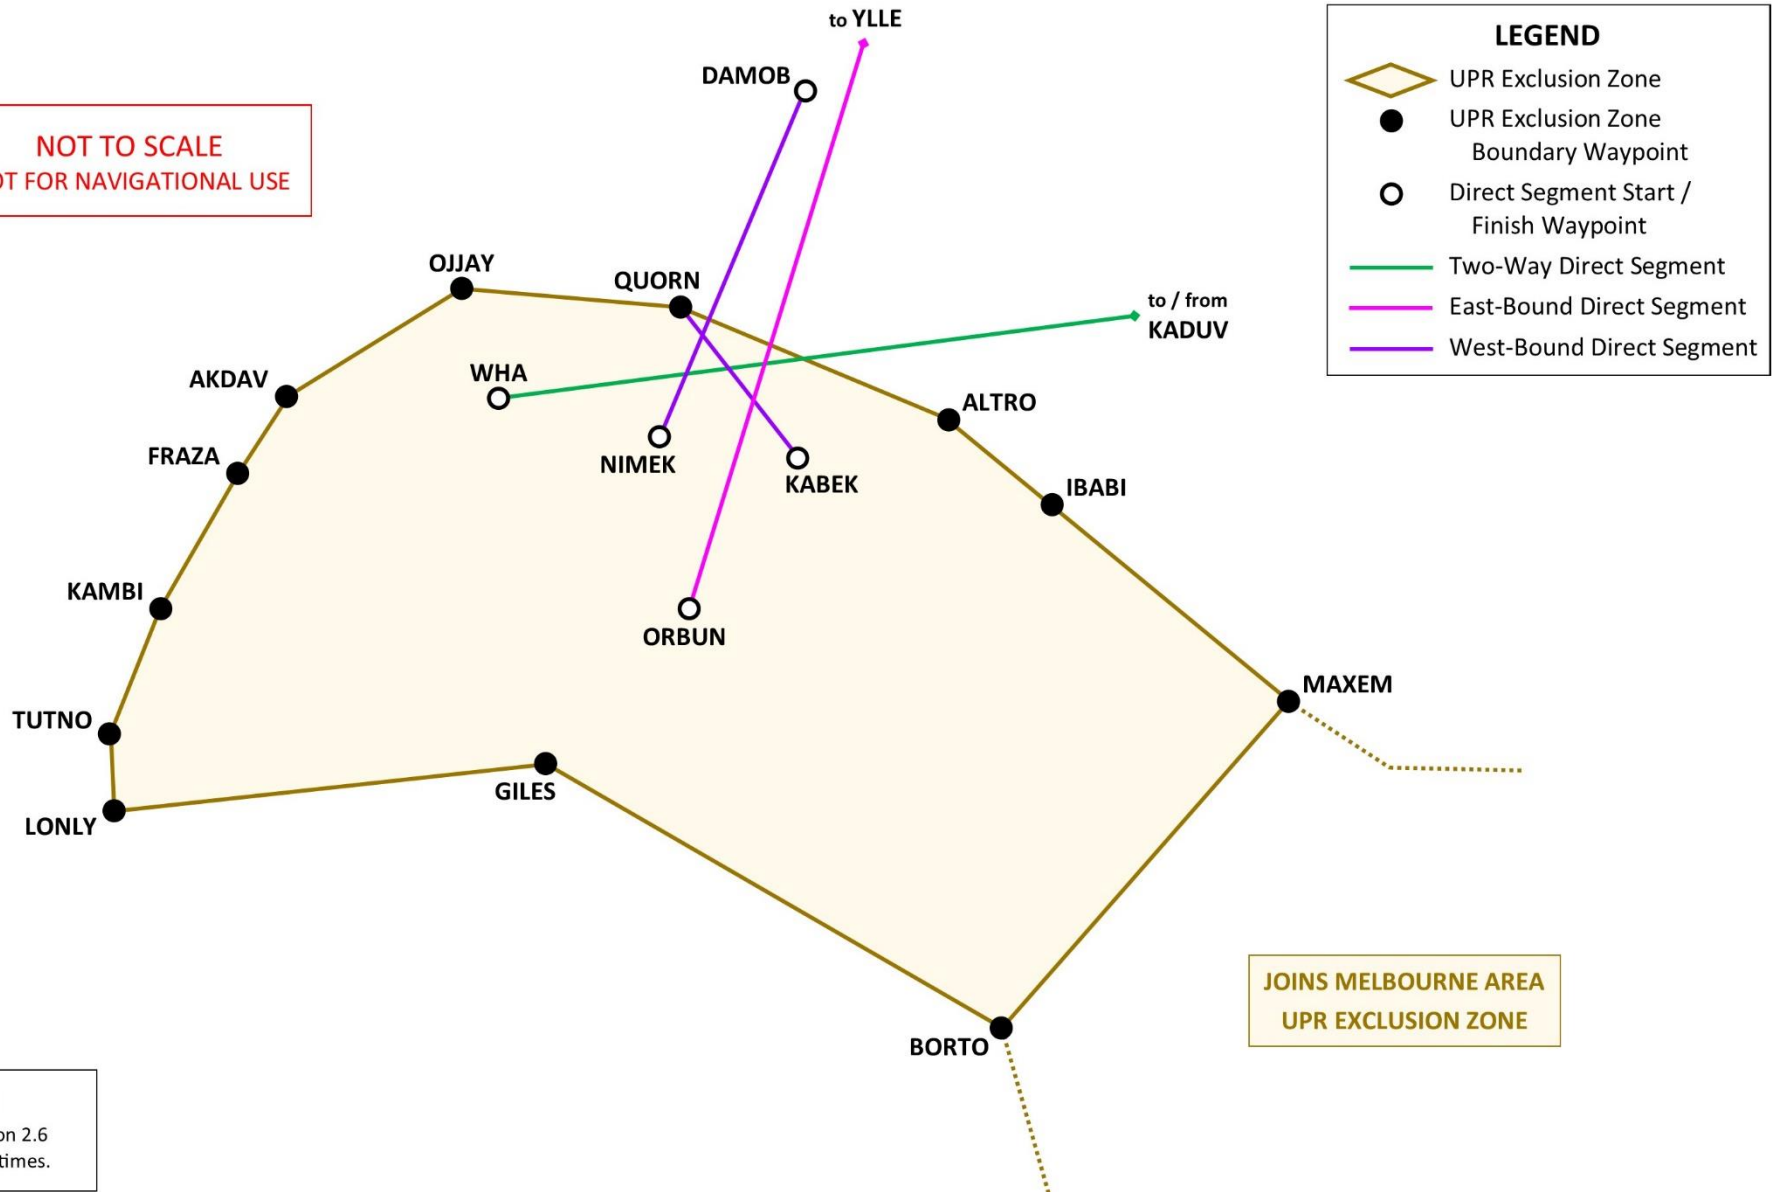 to YLLE
DAMOB
NOT TO SCALE
FOR NAVIGATIONAL USE
OJJAY
QUORN
to / from
KADUV
WHA
AKDAV
ALTRO
FRAZA
NIMEK
KABEK
IBABI
KAMBI
ORBUN
MAXEM
TUTNO
GILES
LONLY
BORTO
JOINS MELBOURNE AREA
UPR EXCLUSION ZONE
2.6
times.
LEGEND
UPR Exclusion Zone
UPR Exclusion Zone
Boundary Waypoint
Direct Segment Start /
Finish Waypoint
Two-Way Direct Segment
East-Bound Direct Segment
West-Bound Direct Segment